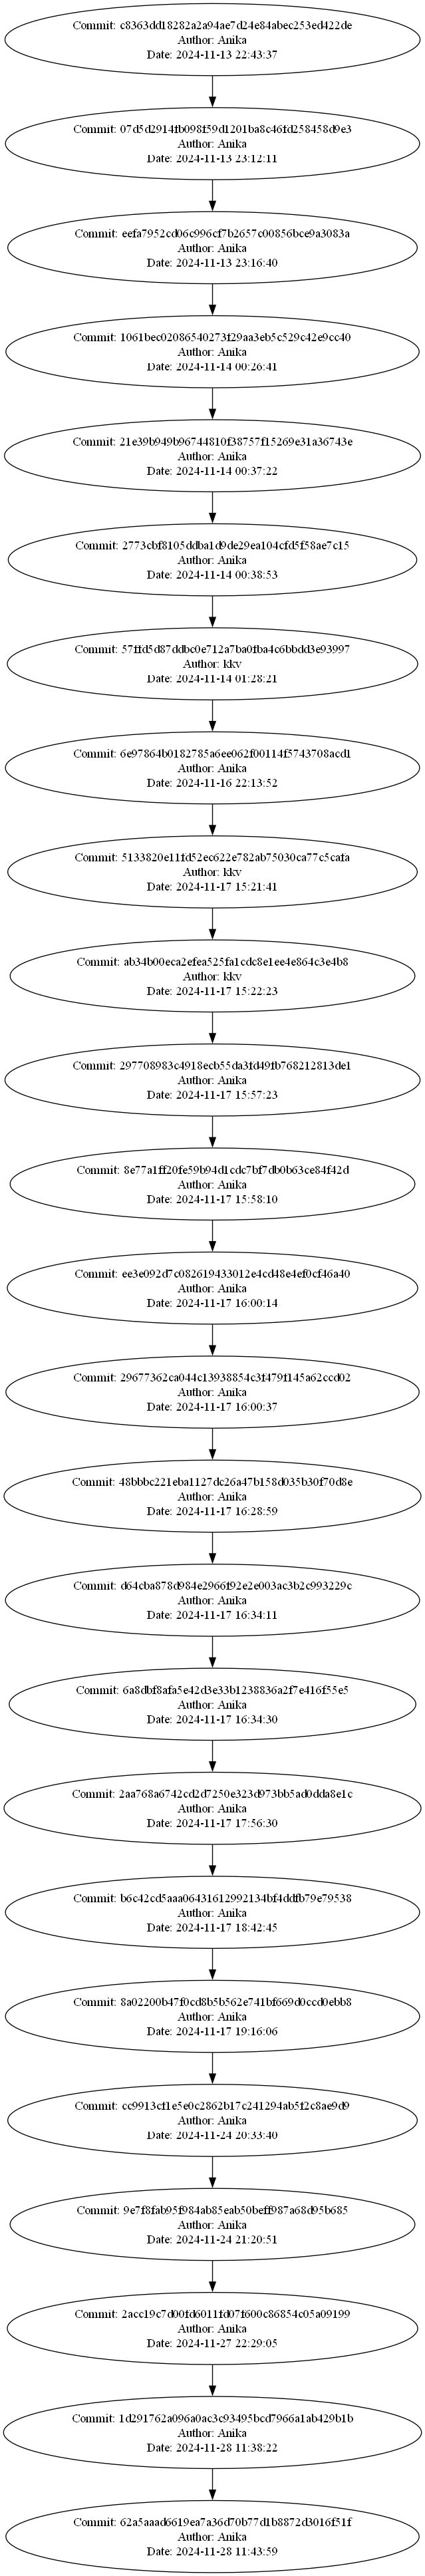 Commit: c8363dd18282a2a94ae7d24e84abec253ed422de
Author: Anika
Date: 2024-11-13 22:43:37
Commit: 07d5d2914fb098f59d1201ba8c46fd258458d9e3
Author: Anika
Date: 2024-11-13 23:12:11
Commit: eefa7952cd06c996cf7b2657c00856bce9a3083a
Author: Anika
Date: 2024-11-13 23:16:40
Commit: 1061bec02086540273f29aa3eb5c529c42e9cc40
Author: Anika
Date: 2024-11-14 00:26:41
Commit: 21e39b949b96744810f38757f15269e31a36743e
Author: Anika
Date: 2024-11-14 00:37:22
Commit: 2773cbf8105ddba1d9de29ea104cfd5f58ae7c15
Author: Anika
Date: 2024-11-14 00:38:53
Commit: 57ffd5d87ddbc0e712a7ba0fba4c6bbdd3e93997
Author: kkv
Date: 2024-11-14 01:28:21
Commit: 6e97864b0182785a6ee062f00114f5743708acd1
Author: Anika
Date: 2024-11-16 22:13:52
Commit: 5133820e11fd52ec622e782ab75030ca77c5cafa
Author: kkv
Date: 2024-11-17 15:21:41
Commit: ab34b00eca2efea525fa1cdc8e1ee4e864c3e4b8
Author: kkv
Date: 2024-11-17 15:22:23
Commit: 297708983c4918ecb55da3fd49fb768212813de1
Author: Anika
Date: 2024-11-17 15:57:23
Commit: 8e77a1ff20fe59b94d1cdc7bf7db0b63ce84f42d
Author: Anika
Date: 2024-11-17 15:58:10
Commit: ee3e092d7c082619433012e4cd48e4ef0cf46a40
Author: Anika
Date: 2024-11-17 16:00:14
Commit: 29677362ca044c13938854c3f479f145a62ccd02
Author: Anika
Date: 2024-11-17 16:00:37
Commit: 48bbbc221eba1127dc26a47b158d035b30f70d8e
Author: Anika
Date: 2024-11-17 16:28:59
Commit: d64cba878d984e2966f92e2e003ac3b2c993229c
Author: Anika
Date: 2024-11-17 16:34:11
Commit: 6a8dbf8afa5e42d3e33b1238836a2f7e416f55e5
Author: Anika
Date: 2024-11-17 16:34:30
Commit: 2aa768a6742cd2d7250e323d973bb5ad0dda8e1c
Author: Anika
Date: 2024-11-17 17:56:30
Commit: b6c42cd5aaa06431612992134bf4ddfb79e79538
Author: Anika
Date: 2024-11-17 18:42:45
Commit: 8a02200b47f0cd8b5b562e741bf669d0ccd0ebb8
Author: Anika
Date: 2024-11-17 19:16:06
Commit: cc9913cf1e5e0c2862b17c241294ab5f2c8ae9d9
Author: Anika
Date: 2024-11-24 20:33:40
Commit: 9e7f8fab95f984ab85eab50beff987a68d95b685
Author: Anika
Date: 2024-11-24 21:20:51
Commit: 2acc19c7d00fd6011fd07f600c86854c05a09199
Author: Anika
Date: 2024-11-27 22:29:05
Commit: 1d291762a096a0ac3c93495bcd7966a1ab429b1b
Author: Anika
Date: 2024-11-28 11:38:22
Commit: 62a5aaad6619ea7a36d70b77d1b8872d3016f51f
Author: Anika
Date: 2024-11-28 11:43:59